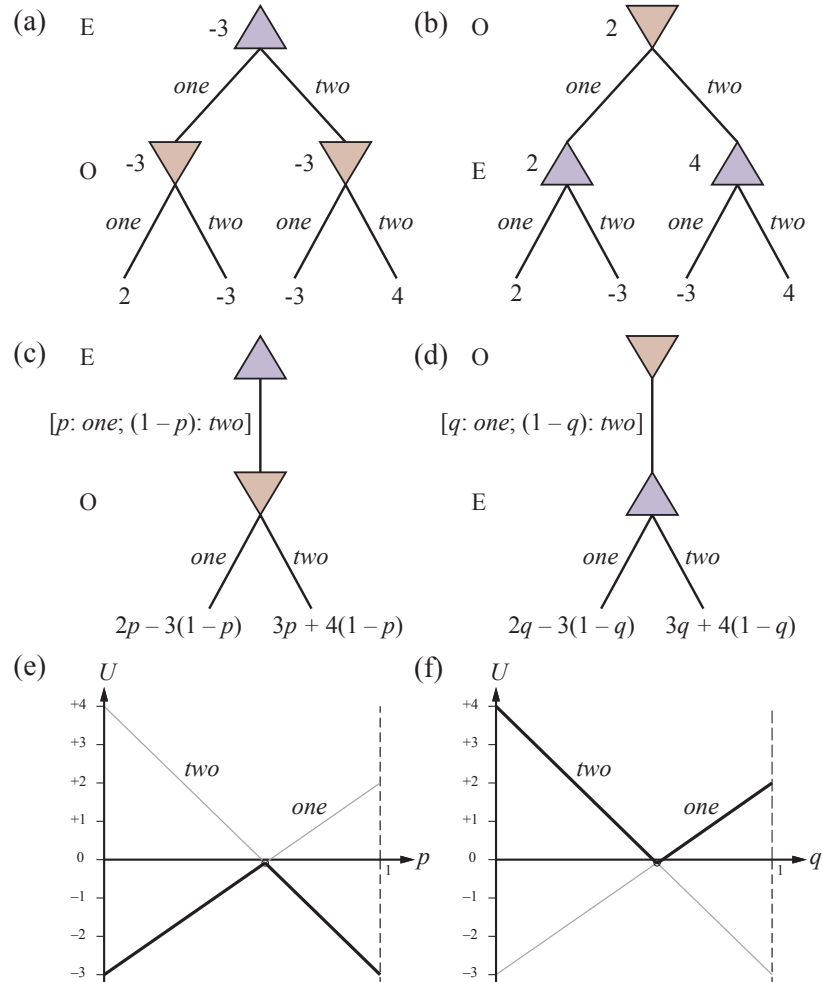 (a) E -3
(b) O 2
one two
one two
O -3 -3
E 2 4
one two one two
one two one two
2 -3 -3 4
2 -3 -3 4
(c) E
(d) O
[p: one; (1 – p): two]
[q: one; (1 – q): two]
O
E
one two
one two
2p – 3(1 – p) 3p + 4(1 – p)
2q – 3(1 – q) 3q + 4(1 – q)
(e) U
+4
+3
+2
+1
0
–1
–2
–3
two
one
p
1
(f) U
+4
+3
+2
+1
0
–1
–2
–3
two
one
q
1